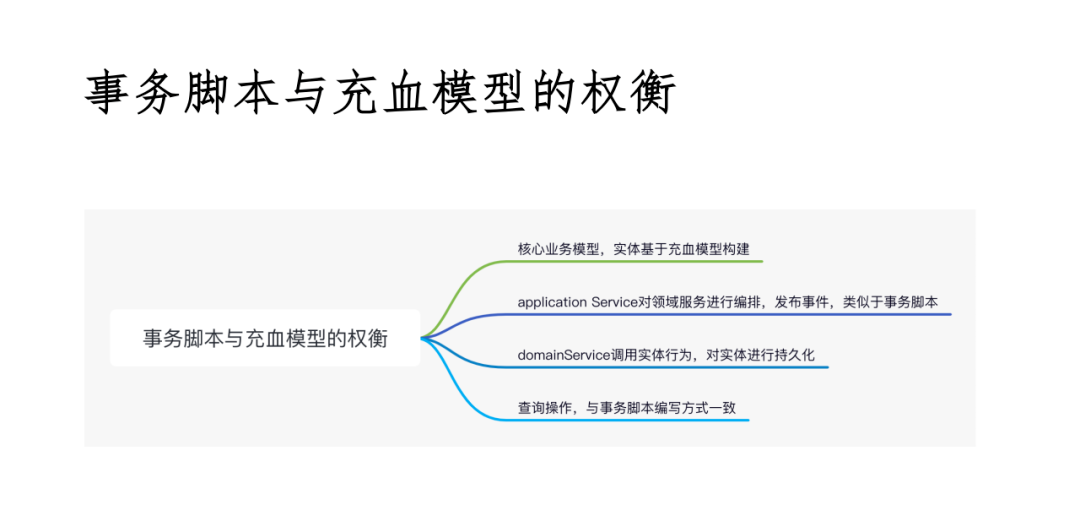 事务脚本与充血模型的权衡
核心业务模型，实体基于充血模型构建
application Service对领域服务进行编排，发布事件，类似于事务脚本
事务脚本与充血模型的权衡
domainService调用实体行为，对实体进行持久化
查询操作，与事务脚本编写方式一致